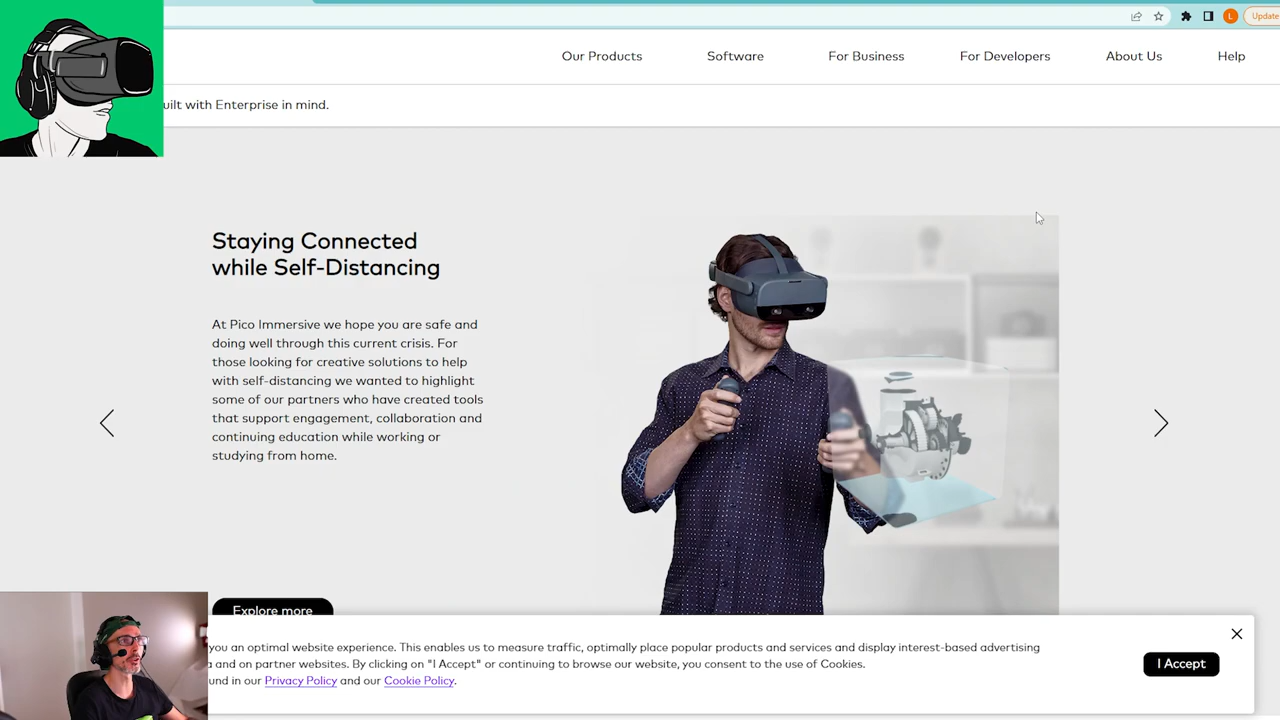 L
Update
Our Products
Software
For Business
For Developers
About Us
Help
uilt with Enterprise in mind.
Staying Connected
while Self-Distancing
At Pico Immersive we hope you are safe and
doing well through this current crisis. For
those looking for creative solutions to help
with self-distancing we wanted to highlight
some of our partners who have created tools
that support engagement, collaboration and
continuing education while working or
studying from home.
Explore more
you an optimal website experience. This enables us to measure traffic, optimally place popular products and services and display interest-based advertising
a and on partner websites. By clicking on "I Accept" or continuing to browse our website, you consent to the use of Cookies.
und in our Privacy Policy and our Cookie Policy.
I Accept